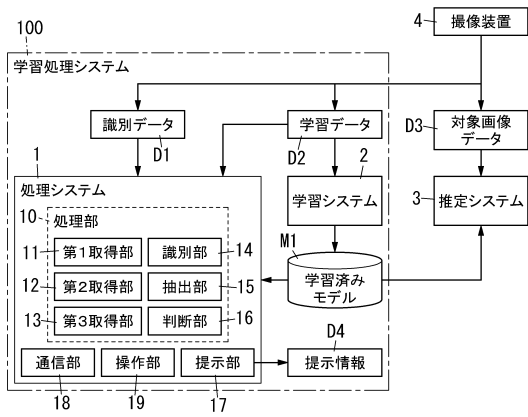 4
撮像装置
100
学習処理システム
識別データ
D1
学習データ
D2
D3
対象画像
データ
1
処理システム
2
学習システム
3
推定システム
10
処理部
11
第1取得部
識別部
14
12
第2取得部
抽出部
15
13
第3取得部
判断部
16
M1
学習済み
モデル
通信部
18
操作部
19
提示部
17
D4
提示情報